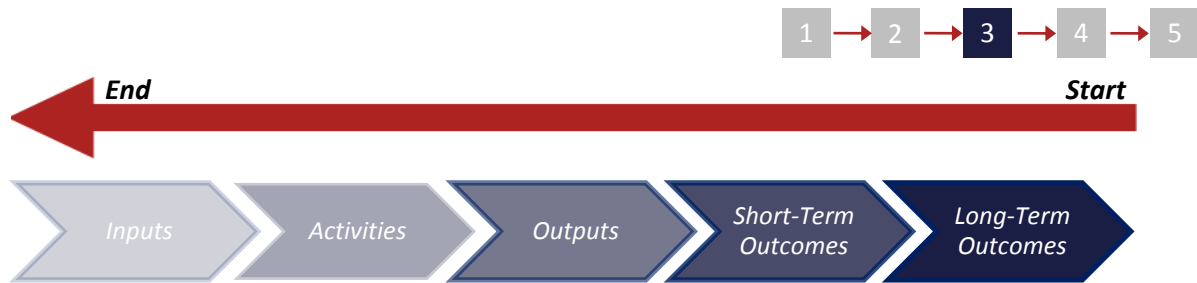 1 2 3 4 5
End Start
Inputs Activities Outputs Short-Term Outcomes Long-Term Outcomes